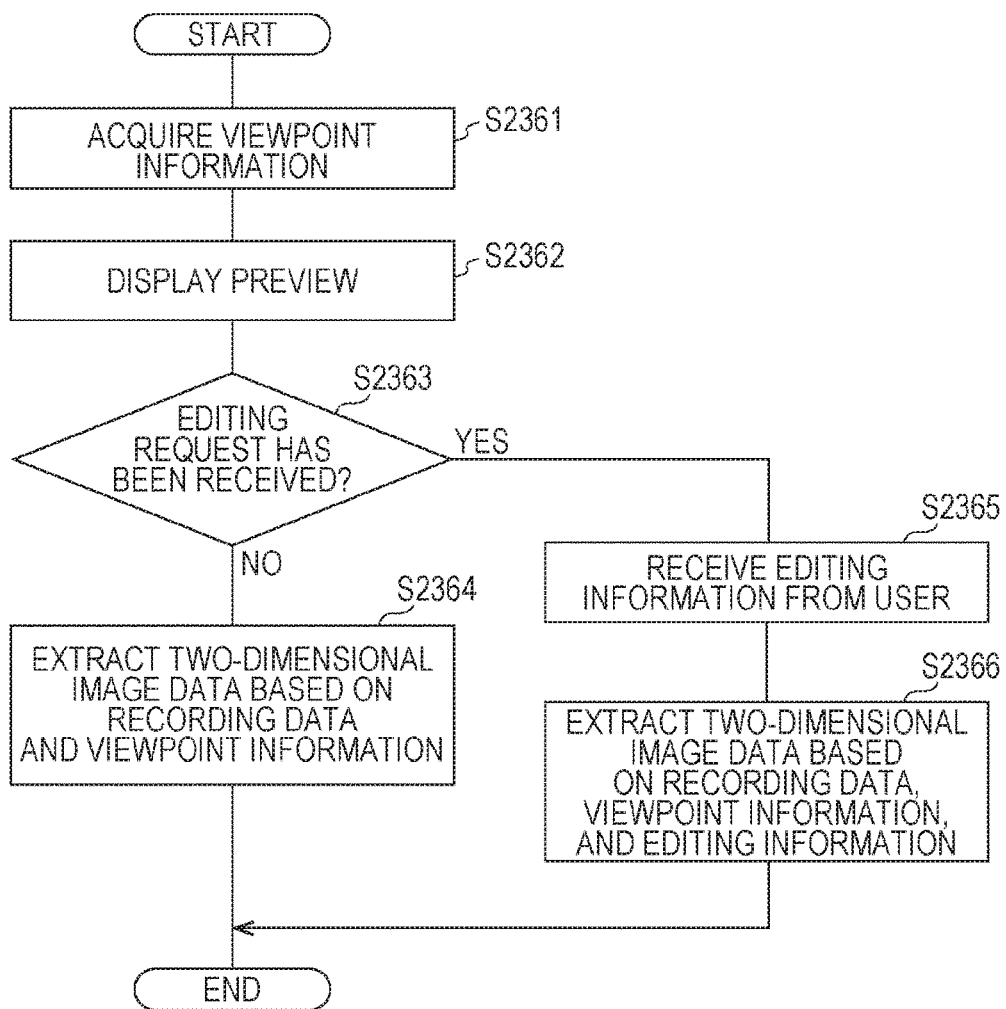 START
ACQUIRE VIEWPOINT
INFORMATION
S2361
DISPLAY PREVIEW
S2362
EDITING
REQUEST HAS
BEEN RECEIVED?
S2363
YES
NO
S2364
EXTRACT TWO-DIMENSIONAL
IMAGE DATA BASED ON
RECORDING DATA
AND VIEWPOINT INFORMATION
S2365
RECEIVE EDITING
INFORMATION FROM USER
S2366
EXTRACT TWO-DIMENSIONAL
IMAGE DATA BASED
ON RECORDING DATA,
VIEWPOINT INFORMATION,
AND EDITING INFORMATION
END